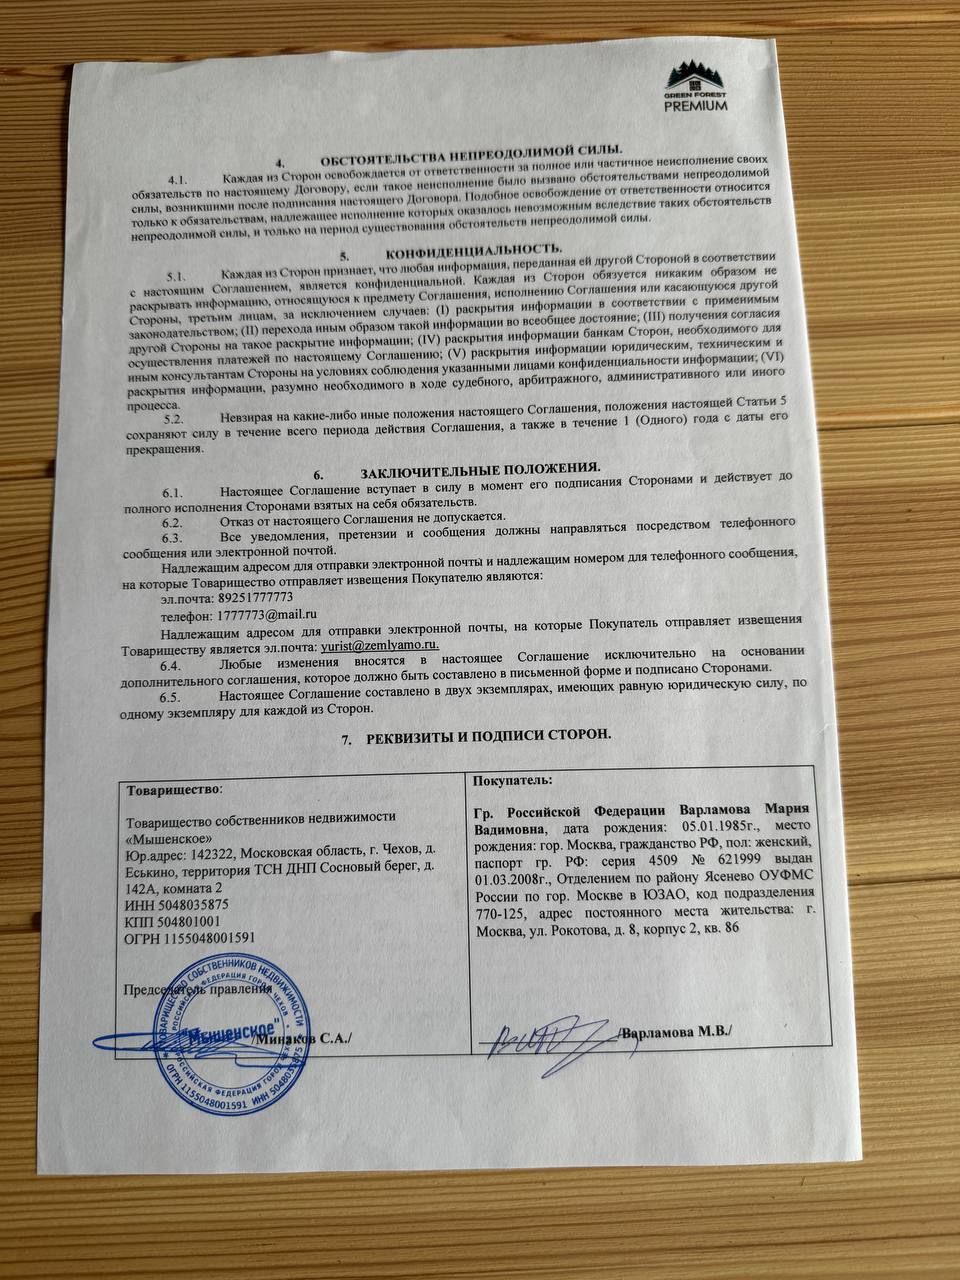 GREEN FOREST
PREMIUM
4. ОБСТОЯТЕЛЬСТВА НЕПРЕОДОЛИМОЙ СИЛЫ.
4.1. Каждая из Сторон освобождается от ответственности за полное или частичное неисполнение своих
обязательств по настоящему Договору, если такое неисполнение было вызвано обстоятельствами непреодолимой
силы, возникшими после подписания настоящего Договора. Подобное освобождение от ответственности относится
только к обязательствам, надлежащее исполнение которых оказалось невозможным вследствие таких обстоятельств
непреодолимой силы, и только на период существования обстоятельств непреодолимой силы.
5. КОНФИДЕНЦИАЛЬНОСТЬ.
5.1. Каждая из Сторон признает, что любая информация, переданная ей другой Стороной в соответствии
с настоящим Соглашением, является конфиденциальной. Каждая из Сторон обязуется никаким образом не
раскрывать информацию, относящуюся к предмету Соглашения, исполнению Соглашения или касающуюся другой
Стороны, третьим лицам, за исключением случаев: (I) раскрытия информации в соответствии с применимым
законодательством; (II) перехода иным образом такой информации во всеобщее достояние; (III) получения согласия
другой Стороны на такое раскрытие информации; (IV) раскрытия информации банкам Сторон, необходимого для
осуществления платежей по настоящему Соглашению; (V) раскрытия информации юридическим, техническим и
иным консультантам Стороны на условиях соблюдения указанными лицами конфиденциальности информации; (VI)
раскрытия информации, разумно необходимого в ходе судебного, арбитражного, административного или иного
процесса.
5.2. Невзирая на какие-либо иные положения настоящего Соглашения, положения настоящей Статьи 5
сохраняют силу в течение всего периода действия Соглашения, а также в течение 1 (Одного) года с даты его
прекращения.
6. ЗАКЛЮЧИТЕЛЬНЫЕ ПОЛОЖЕНИЯ.
6.1. Настоящее Соглашение вступает в силу в момент его подписания Сторонами и действует до
полного исполнения Сторонами взятых на себя обязательств.
6.2. Отказ от настоящего Соглашения не допускается.
6.3. Все уведомления, претензии и сообщения должны направляться посредством телефонного
сообщения или электронной почтой.
Надлежащим адресом для отправки электронной почты и надлежащим номером для телефонного сообщения,
на которые Товарищество отправляет извещения Покупателю являются:
эл.почта: 89251777773
телефон: 1777773@mail.ru
Надлежащим адресом для отправки электронной почты, на которые Покупатель отправляет извещения
Товариществу является эл.почта: yurist@zemlyamo.ru.
6.4. Любые изменения вносятся в настоящее Соглашение исключительно на основании
дополнительного соглашения, которое должно быть составлено в письменной форме и подписано Сторонами.
6.5. Настоящее Соглашение составлено в двух экземплярах, имеющих равную юридическую силу, по
одному экземпляру для каждой из Сторон.
7. РЕКВИЗИТЫ И ПОДПИСИ СТОРОН.
Товарищество:
Товарищество собственников недвижимости
«Мышенское»
Юр.адрес: 142322, Московская область, г. Чехов, д.
Еськино, территория ТСН ДНП Сосновый берег, д.
142А, комната 2
ИНН 5048035875
КПП 504801001
ОГРН 1155048001591
Председатель правления
/Минаков С.А./
ТОВАРИЩЕСТВО СОБСТВЕННИКОВ НЕДВИЖИМОСТИ
РОССИЙСКАЯ ФЕДЕРАЦИЯ ГОРОД ЧЕХОВ
"Мышенское"
РОССИЙСКАЯ ФЕДЕРАЦИЯ ГОРОД ЧЕХОВ
ОГРН 1155048001591 ИНН 5048035875
Покупатель:
Гр. Российской Федерации Варламова Мария
Вадимовна, дата рождения: 05.01.1985г., место
рождения: гор. Москва, гражданство РФ, пол: женский,
паспорт гр. РФ: серия 4509 № 621999 выдан
01.03.2008г., Отделением по району Ясенево ОУФМС
России по гор. Москве в ЮЗАО, код подразделения
770-125, адрес постоянного места жительства: г.
Москва, ул. Рокотова, д. 8, корпус 2, кв. 86
/Варламова М.В./